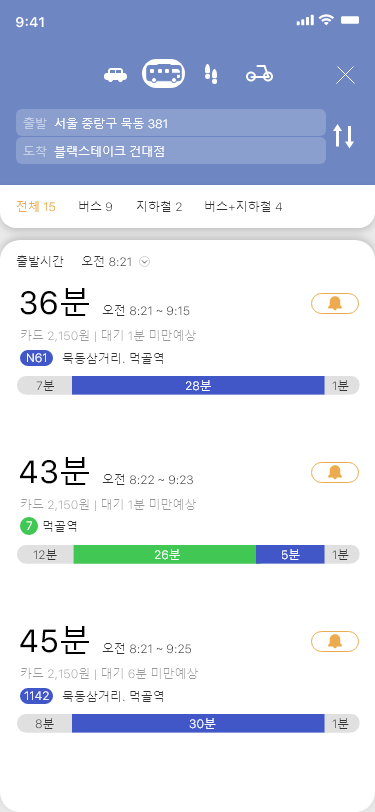 9:41
출발 서울 중랑구 묵동 381
도착 블랙스테이크 건대점
전체 15 버스 9 지하철 2 버스+지하철 4
출발시간 오전 8:21
36분 오전 8:21 ~ 9:15
카드 2,150원 | 대기 1분 미만예상
N61 묵동삼거리. 먹골역
7분 28분 1분
43분 오전 8:22 ~ 9:23
카드 2,150원 | 대기 1분 미만예상
7 먹골역
12분 26분 5분 1분
45분 오전 8:21 ~ 9:25
카드 2,150원 | 대기 6분 미만예상
1142 묵동삼거리. 먹골역
8분 30분 1분